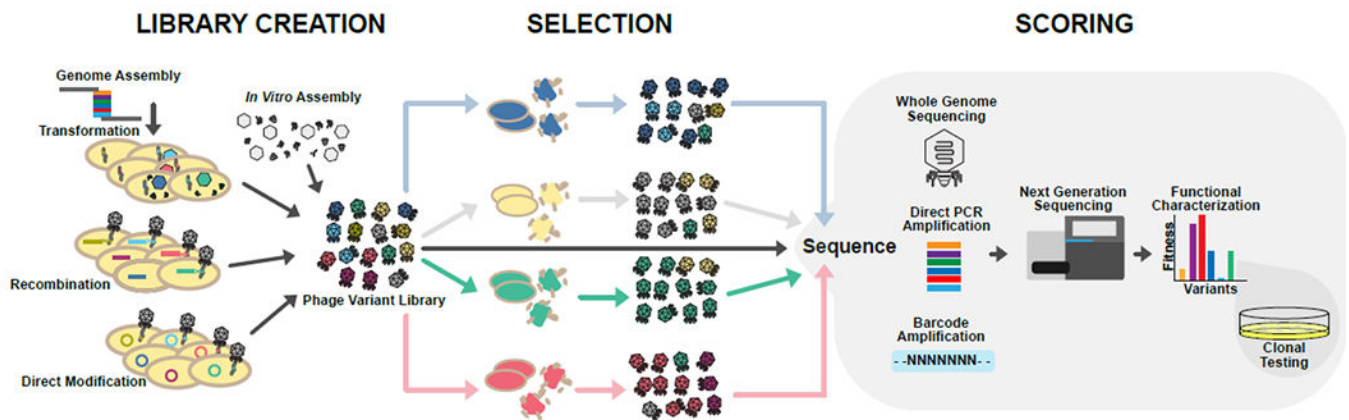 LIBRARY CREATION
SELECTION
SCORING
Genome Assembly
Transformation
In Vitro Assembly
Recombination
Phage Variant Library
Direct Modification
Sequence
Whole Genome
Sequencing
Direct PCR
Amplification
Barcode
Amplification
- -NNNNNNN- -
Next Generation
Sequencing
Functional
Characterization
Fitness
Variants
Clonal
Testing